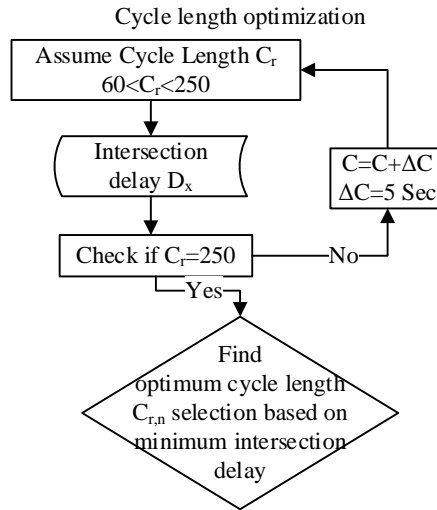 Cycle length optimization
Assume Cycle Length Cr
60<Cr<250
Intersection
delay Dx
C=C+ΔC
ΔC=5 Sec
Check if Cr=250
No
Yes
Find
optimum cycle length
Cr,n selection based on
minimum intersection
delay